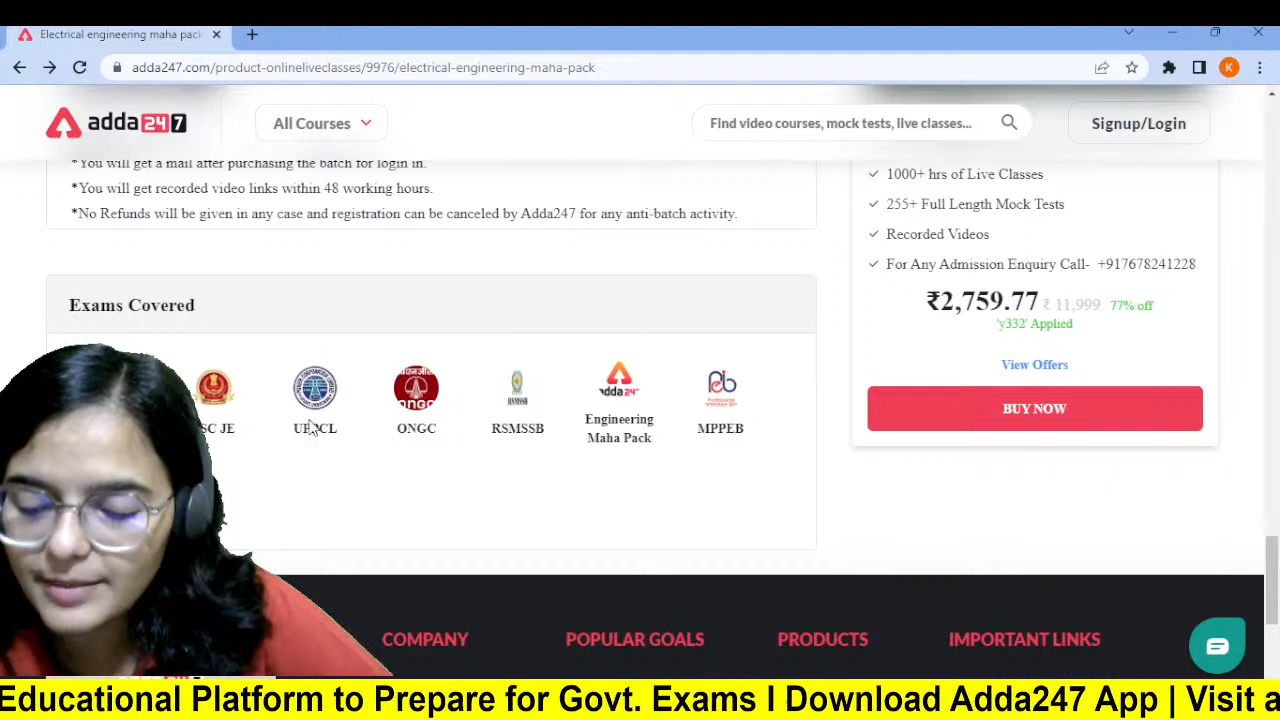 Electrical engineering maha pack
adda247.com/product-onlineliveclasses/9976/electrical-engineering-maha-pack
K
adda247
All Courses
Find video courses, mock tests, live classes...
Signup/Login
*You will get a mail after purchasing the batch for login in.
*You will get recorded video links within 48 working hours.
*No Refunds will be given in any case and registration can be canceled by Adda247 for any anti-batch activity.
1000+ hrs of Live Classes
255+ Full Length Mock Tests
Recorded Videos
For Any Admission Enquiry Call- +917678241228
₹2,759.77 ₹ 11,999 77% off
'y332' Applied
View Offers
BUY NOW
Exams Covered
ONGC
RSMSSB
adda247
SC JE
UPPCL
ONGC
RSMSSB
Engineering
Maha Pack
MPPEB
COMPANY
POPULAR GOALS
PRODUCTS
IMPORTANT LINKS
Educational Platform to Prepare for Govt. Exams I Download Adda247 App | Visit a